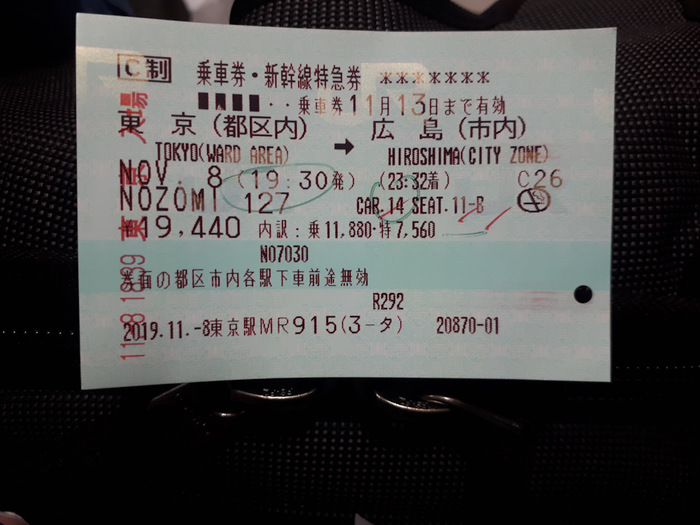 C制 乗車券・新幹線特急券 *******
■■■■・・乗車券11月13日まで有効
東 京(都区内) ➡ 広 島(市内)
TOKYO(WARD AREA) HIROSHIMA(CITY ZONE)
NOV. 8 (19:30発) (23:32着) C26
NOZOMI 127 CAR.14 SEAT.11-B
¥19,440 内訳:乗11,880・特7,560
N07030
券面の都区市内各駅下車前途無効
R292
2019.11.-8東京駅MR915(3-タ) 20870-01